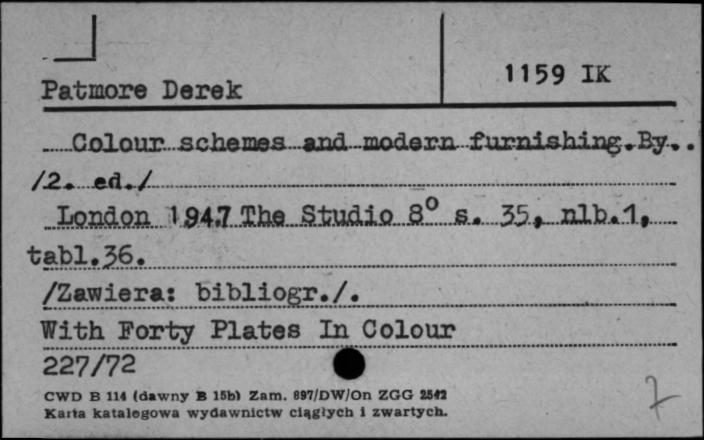 1159 IK
Patmore Derek
Colour schemes and modern furnishing.By..
/2. ed./
London 1947 The Studio 8° s. 35, nlb.1,
tabl.36.
/Zawiera: bibliogr./.
With Forty Plates In Colour
227/72
CWD B 114 (dawny B 15b) Zam. 897/DW/On ZGG 2542
Karta katalogowa wydawnictw ciągłych i zwartych.
7